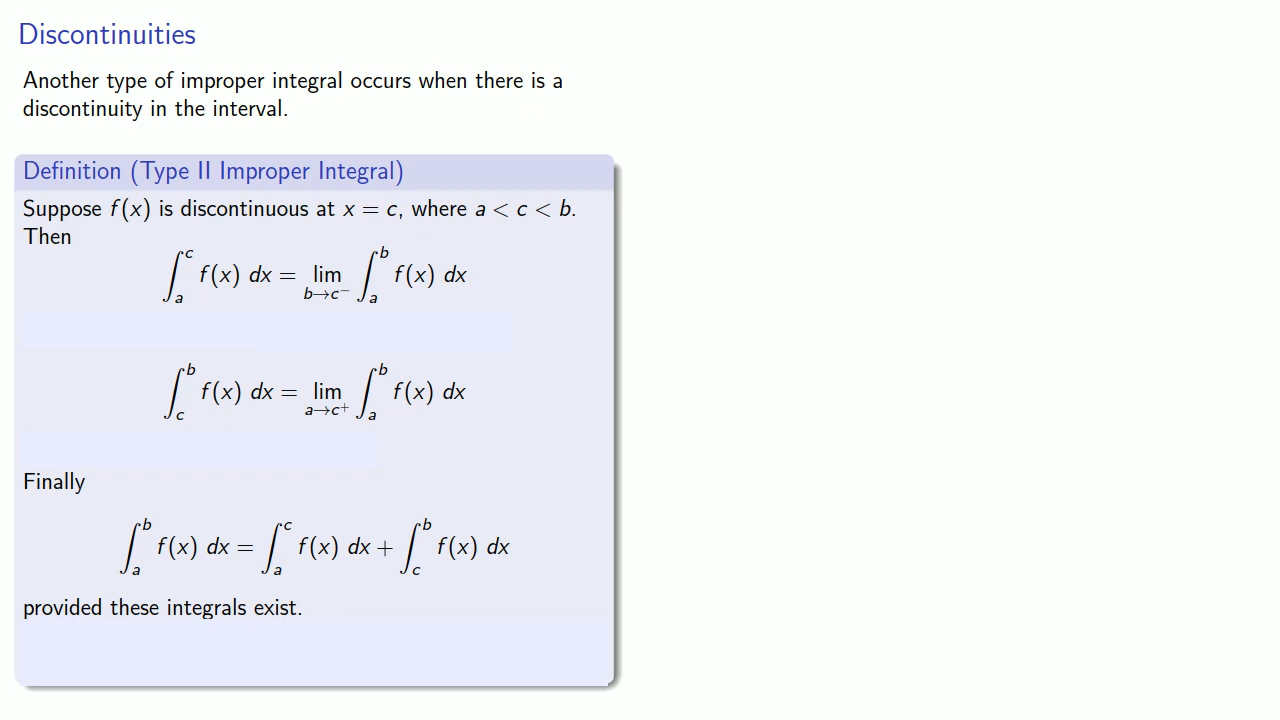 Discontinuities
Another type of improper integral occurs when there is a
discontinuity in the interval.
Definition (Type II Improper Integral)
Suppose f(x) is discontinuous at x = c, where a < c < b.
Then
∫_a^c f(x) dx = lim_{b→c⁻} ∫_a^b f(x) dx
∫_c^b f(x) dx = lim_{a→c⁺} ∫_a^b f(x) dx
Finally
∫_a^b f(x) dx = ∫_a^c f(x) dx + ∫_c^b f(x) dx
provided these integrals exist.